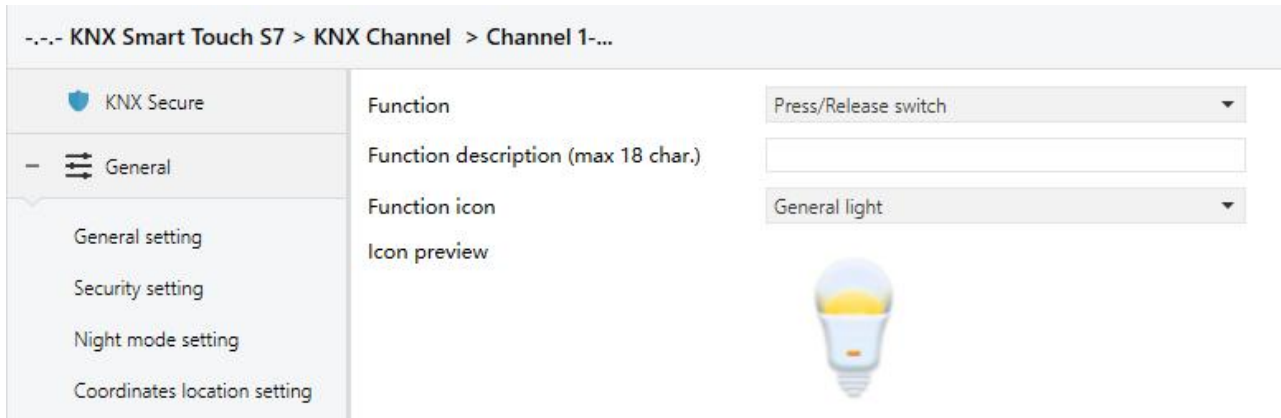 -.-.- KNX Smart Touch S7 > KNX Channel > Channel 1-...
KNX Secure
General
General setting
Security setting
Night mode setting
Coordinates location setting
Function
Press/Release switch
Function description (max 18 char.)
Function icon
General light
Icon preview